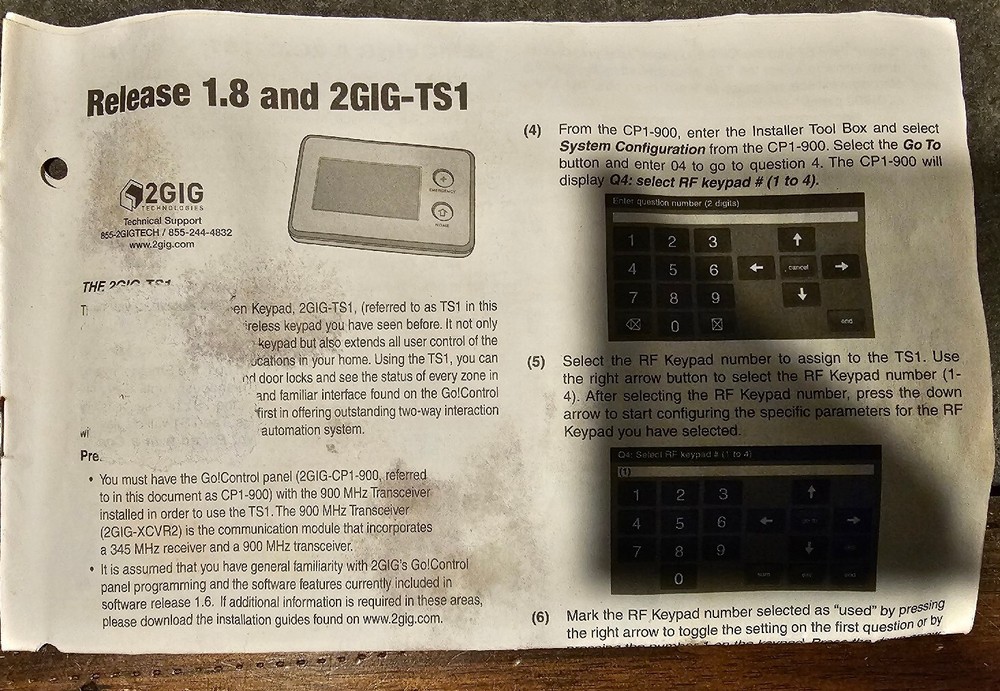 Release 1.8 and 2GIG-TS1
2GIG
TECHNOLOGIES
Technical Support
855-2GIGTECH / 855-244-4832
www.2gig.com
EMERGENCY
HOME
THE 2GIG TS1
en Keypad, 2GIG-TS1, (referred to as TS1 in this
ireless keypad you have seen before. It not only
keypad but also extends all user control of the
ocations in your home. Using the TS1, you can
door locks and see the status of every zone in
and familiar interface found on the Go!Control
first in offering outstanding two-way interaction
wi automation system.
Pre
• You must have the Go!Control panel (2GIG-CP1-900, referred
to in this document as CP1-900) with the 900 MHz Transceiver
installed in order to use the TS1. The 900 MHz Transceiver
(2GIG-XCVR2) is the communication module that incorporates
a 345 MHz receiver and a 900 MHz transceiver.
• It is assumed that you have general familiarity with 2GIG's Go!Control
panel programming and the software features currently included in
software release 1.6. If additional information is required in these areas,
please download the installation guides found on www.2gig.com.
(4) From the CP1-900, enter the Installer Tool Box and select
System Configuration from the CP1-900. Select the Go To
button and enter 04 to go to question 4. The CP1-900 will
display Q4: select RF keypad # (1 to 4).
Enter question number (2 digits)
1 2 3
4 5 6 cancel
7 8 9
0 end
(5) Select the RF Keypad number to assign to the TS1. Use
the right arrow button to select the RF Keypad number (1-
4). After selecting the RF Keypad number, press the down
arrow to start configuring the specific parameters for the RF
Keypad you have selected.
Q4: Select RF keypad # (1 to 4)
(1)
1 2 3
4 5 6 go to
7 8 9
0
(6) Mark the RF Keypad number selected as "used" by pressing
the right arrow to toggle the setting on the first question or by